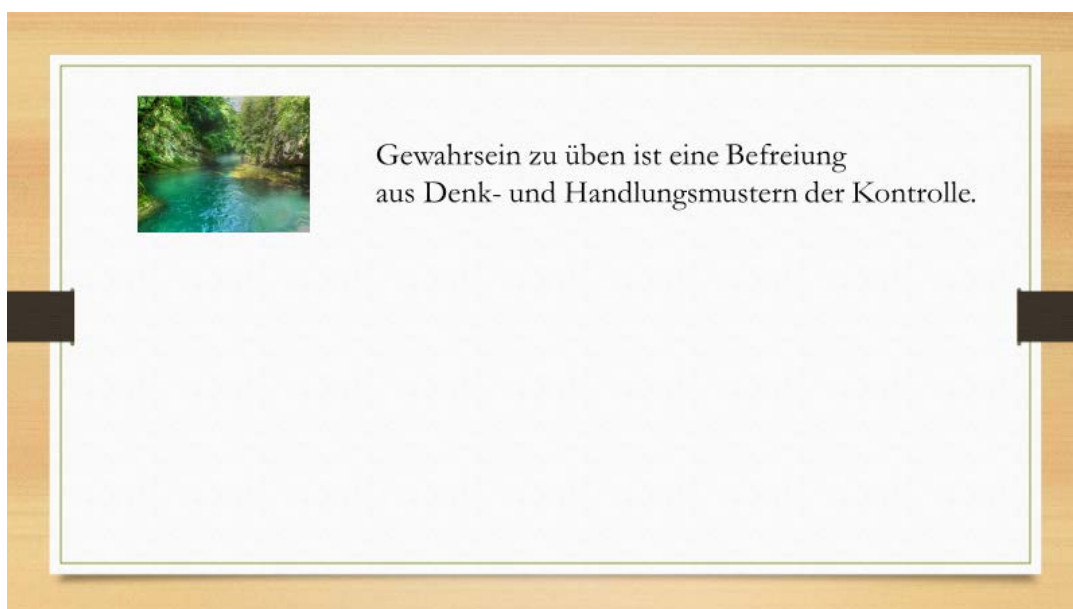 Gewahrsein zu üben ist eine Befreiung
aus Denk- und Handlungsmustern der Kontrolle.